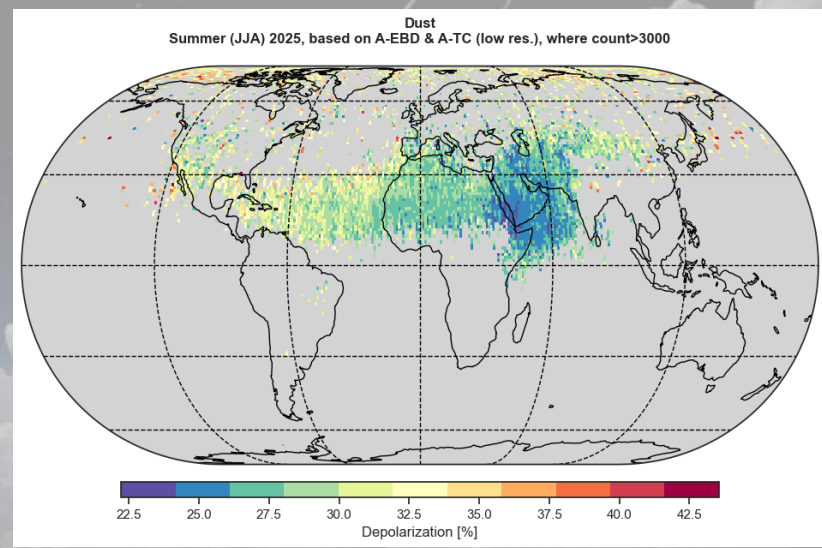 Dust
Summer (JJA) 2025, based on A-EBD & A-TC (low res.), where count>3000
22.5 25.0 27.5 30.0 32.5 35.0 37.5 40.0 42.5
Depolarization [%]